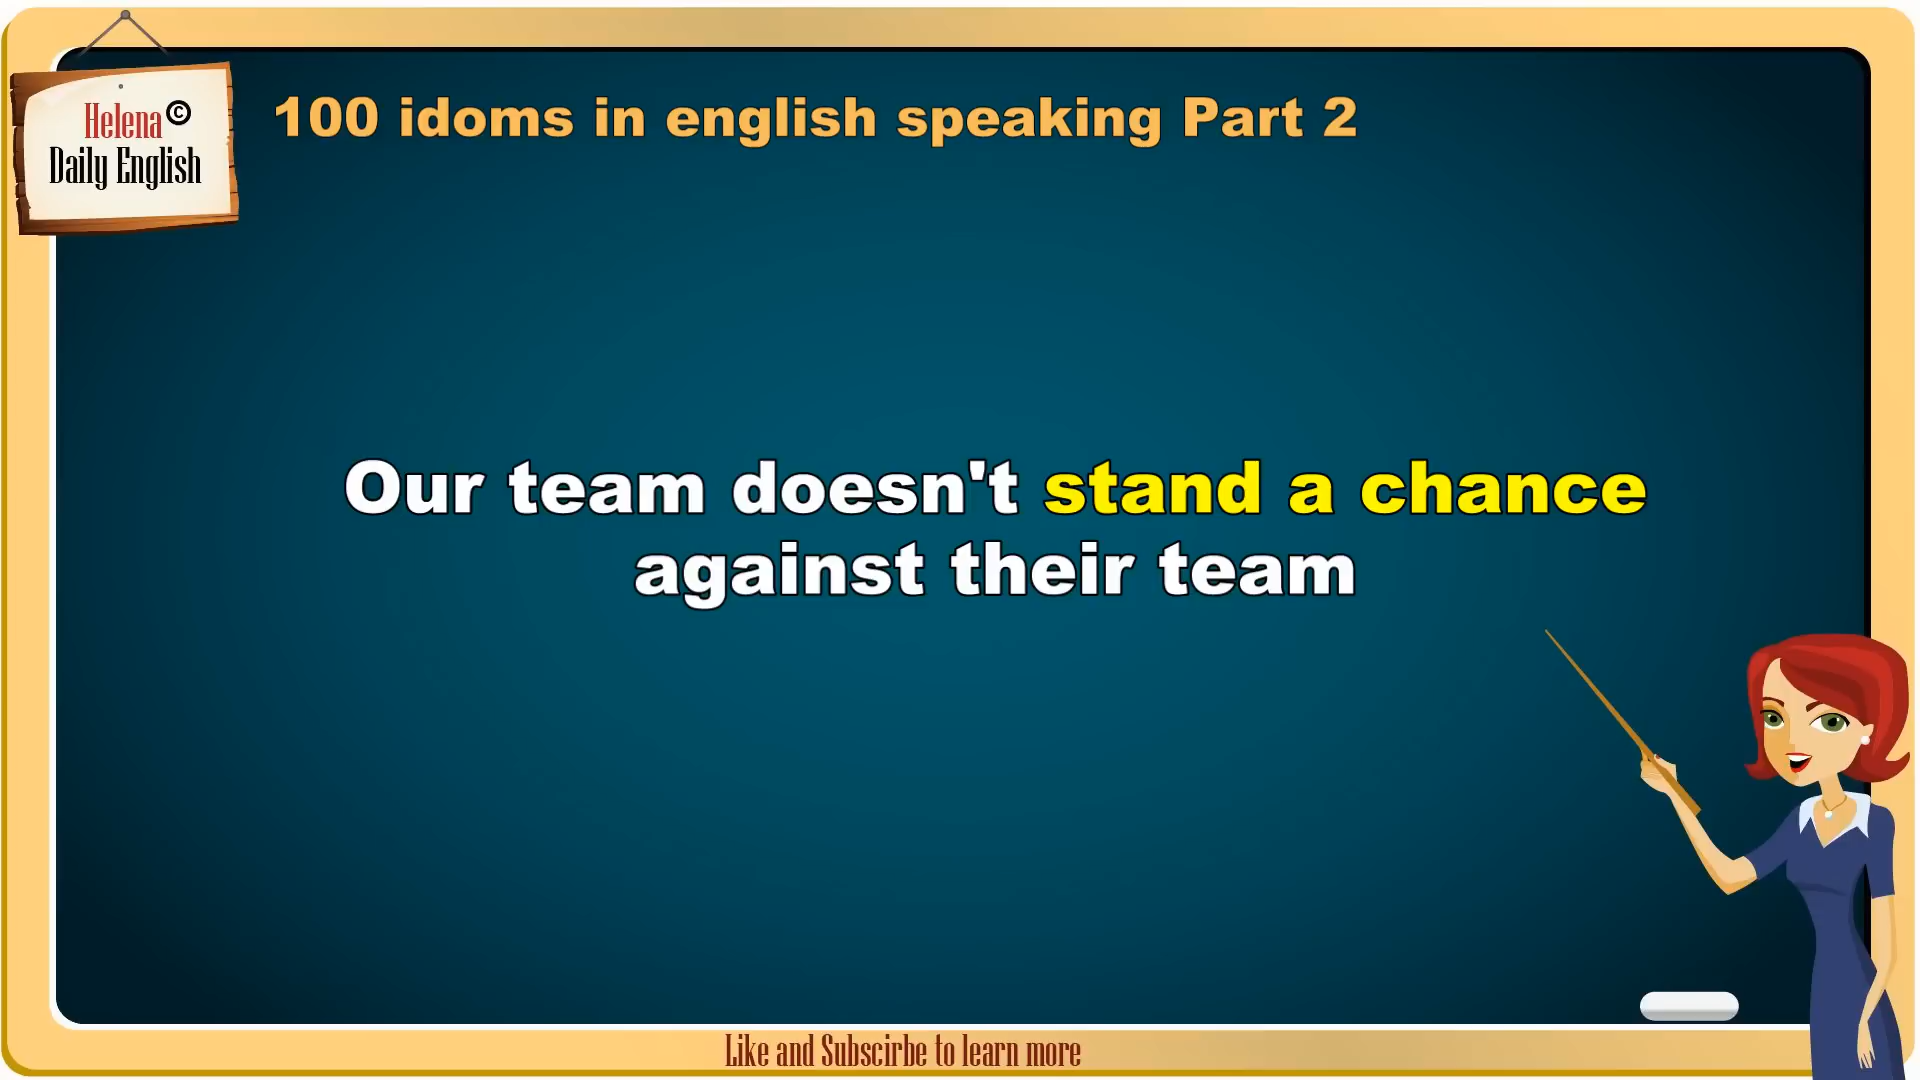 Helena©
Daily English
100 idoms in english speaking Part 2
Our team doesn't stand a chance
against their team
Like and Subscirbe to learn more